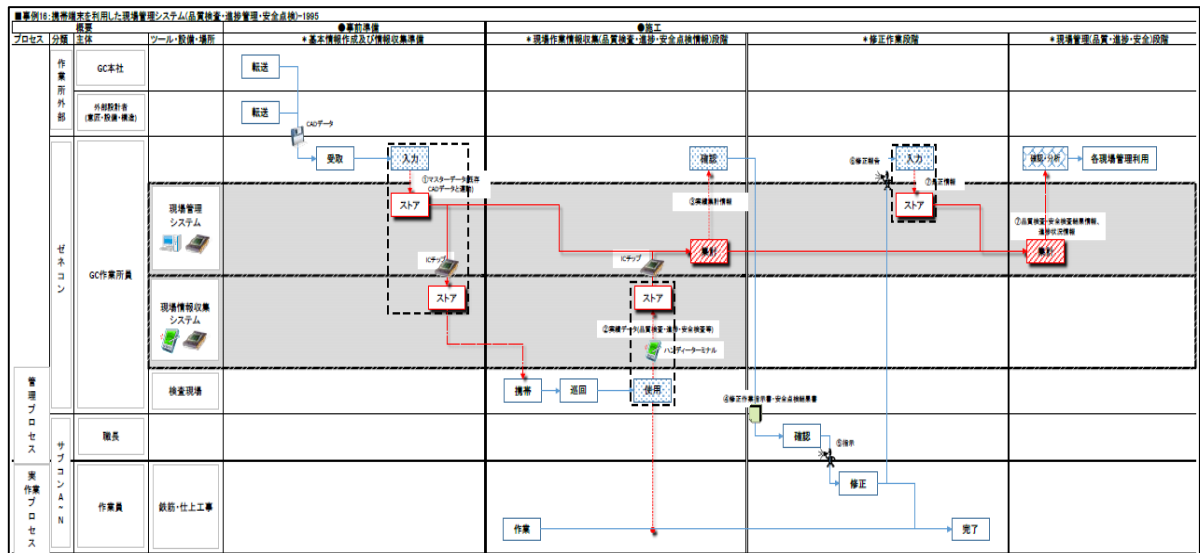 ■事例16:携帯端末を利用した現場管理システム(品質検査・進捗管理・安全点検)-1995
概要
●事前準備
●施工
プロセス
分類
主体
ツール・設備・場所
*基本情報作成及び情報収集準備
*現場作業情報収集(品質検査・進捗・安全点検情報)段階
*修正作業段階
*現場管理(品質・進捗・安全)段階
作業所外部
GC本社
転送
外部設計者
(意匠・設備・構造)
転送
CADデータ
ゼネコン
GC作業所員
受取
入力
確認
⑥修正報告
入力
確認・分析
各現場管理利用
①マスターデータ(既存
CADデータと連動)
現場管理
システム
ストア
③実績集計情報
ストア
⑦品質検査・安全検査結果情報、
進捗状況情報
集計
集計
ICチップ
ICチップ
現場情報収集
システム
ストア
ストア
②実績データ(品質検査・進捗・安全検査等)
ハンディーターミナル
管理プロセス
検査現場
携帯
巡回
使用
④修正作業指示書・安全点検結果書
サブコンA~N
職長
確認
⑤指示
実作業プロセス
作業員
鉄筋・仕上工事
修正
作業
完了